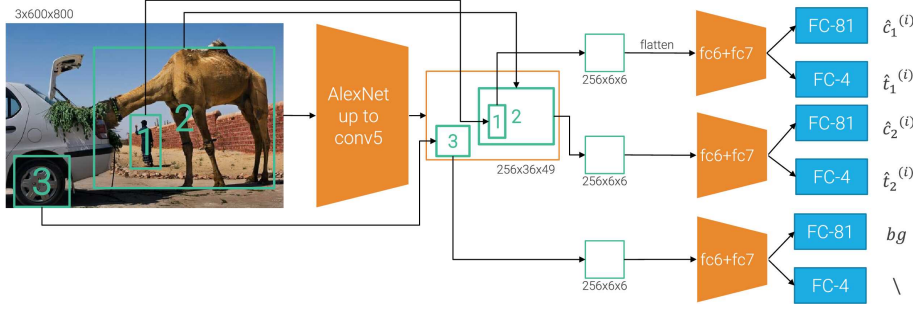 3x600x800
1
2
3
AlexNet
up to
conv5
1
2
3
256x36x49
256x6x6
flatten
fc6+fc7
FC-81
ĉ₁⁽ⁱ⁾
FC-4
t̂₁⁽ⁱ⁾
256x6x6
fc6+fc7
FC-81
ĉ₂⁽ⁱ⁾
FC-4
t̂₂⁽ⁱ⁾
256x6x6
fc6+fc7
FC-81
bg
FC-4
\